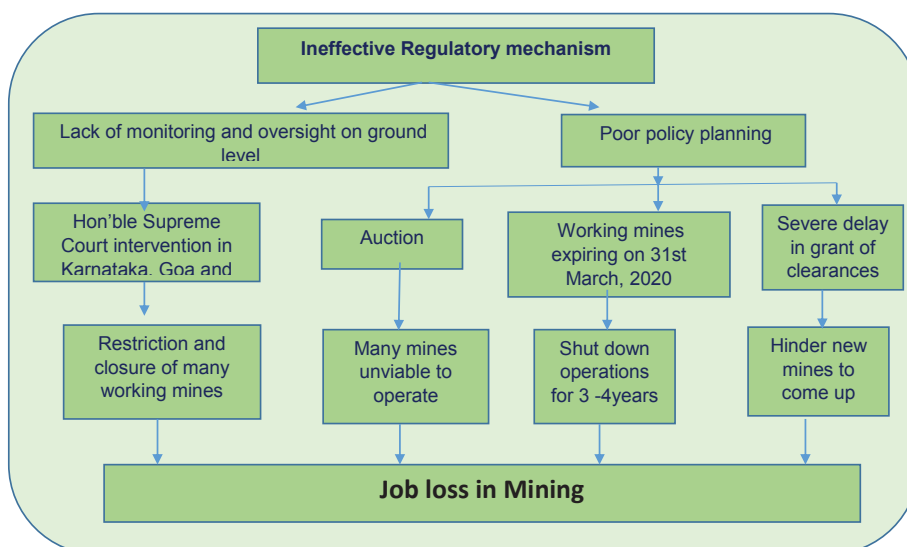 Ineffective Regulatory mechanism
Lack of monitoring and oversight on ground
level
Poor policy planning
Hon’ble Supreme
Court intervention in
Karnataka, Goa and
Auction
Working mines
expiring on 31st
March, 2020
Severe delay
in grant of
clearances
Restriction and
closure of many
working mines
Many mines
unviable to
operate
Shut down
operations
for 3 -4years
Hinder new
mines to
come up
Job loss in Mining